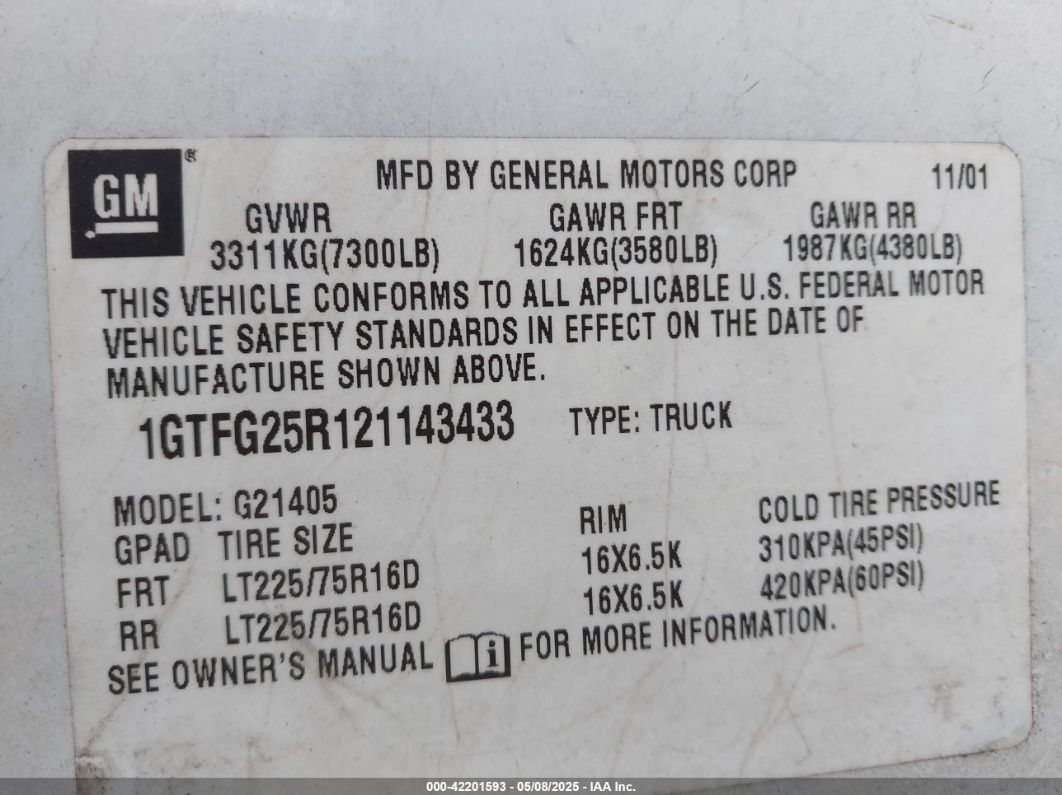 GM ®
MFD BY GENERAL MOTORS CORP 11/01
GVWR GAWR FRT GAWR RR
3311KG(7300LB) 1624KG(3580LB) 1987KG(4380LB)
THIS VEHICLE CONFORMS TO ALL APPLICABLE U.S. FEDERAL MOTOR
VEHICLE SAFETY STANDARDS IN EFFECT ON THE DATE OF
MANUFACTURE SHOWN ABOVE.
1GTFG25R121143433 TYPE: TRUCK
MODEL: G21405
GPAD TIRE SIZE RIM COLD TIRE PRESSURE
FRT LT225/75R16D 16X6.5K 310KPA(45PSI)
RR LT225/75R16D 16X6.5K 420KPA(60PSI)
SEE OWNER'S MANUAL i FOR MORE INFORMATION.
000-42201593 - 05/08/2025 - IAA Inc.